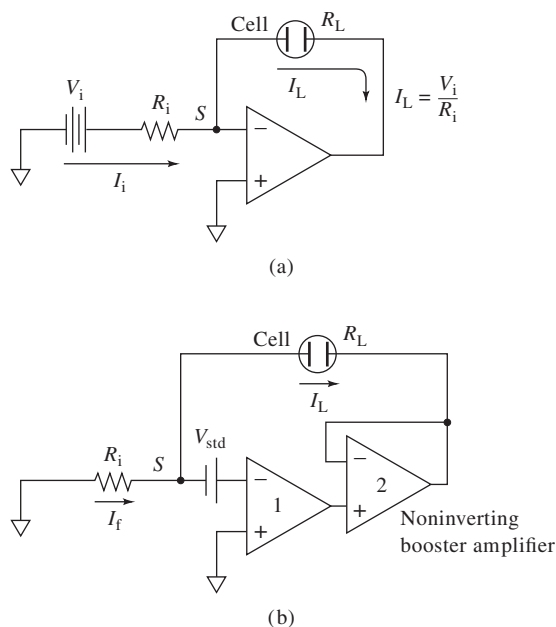 Cell
R_L
V_i
R_i
S
I_L
I_L = V_i / R_i
−
+
I_i
(a)
Cell
R_L
I_L
V_std
R_i
S
−
1
+
−
2
+
I_f
Noninverting
booster amplifier
(b)